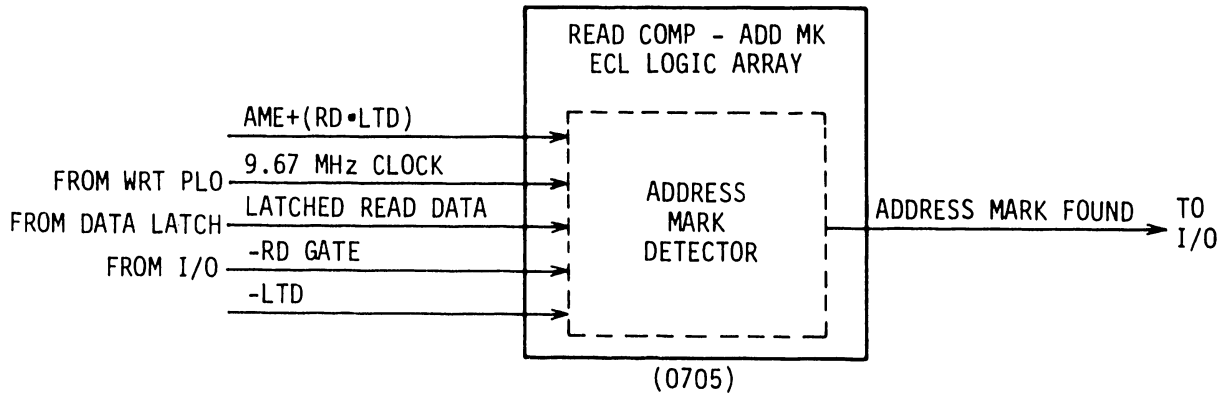 READ COMP - ADD MK
ECL LOGIC ARRAY
AME+(RD•LTD)
FROM WRT PLO
9.67 MHz CLOCK
FROM DATA LATCH
LATCHED READ DATA
FROM I/O
-RD GATE
-LTD
ADDRESS
MARK
DETECTOR
ADDRESS MARK FOUND
TO
I/O
(0705)